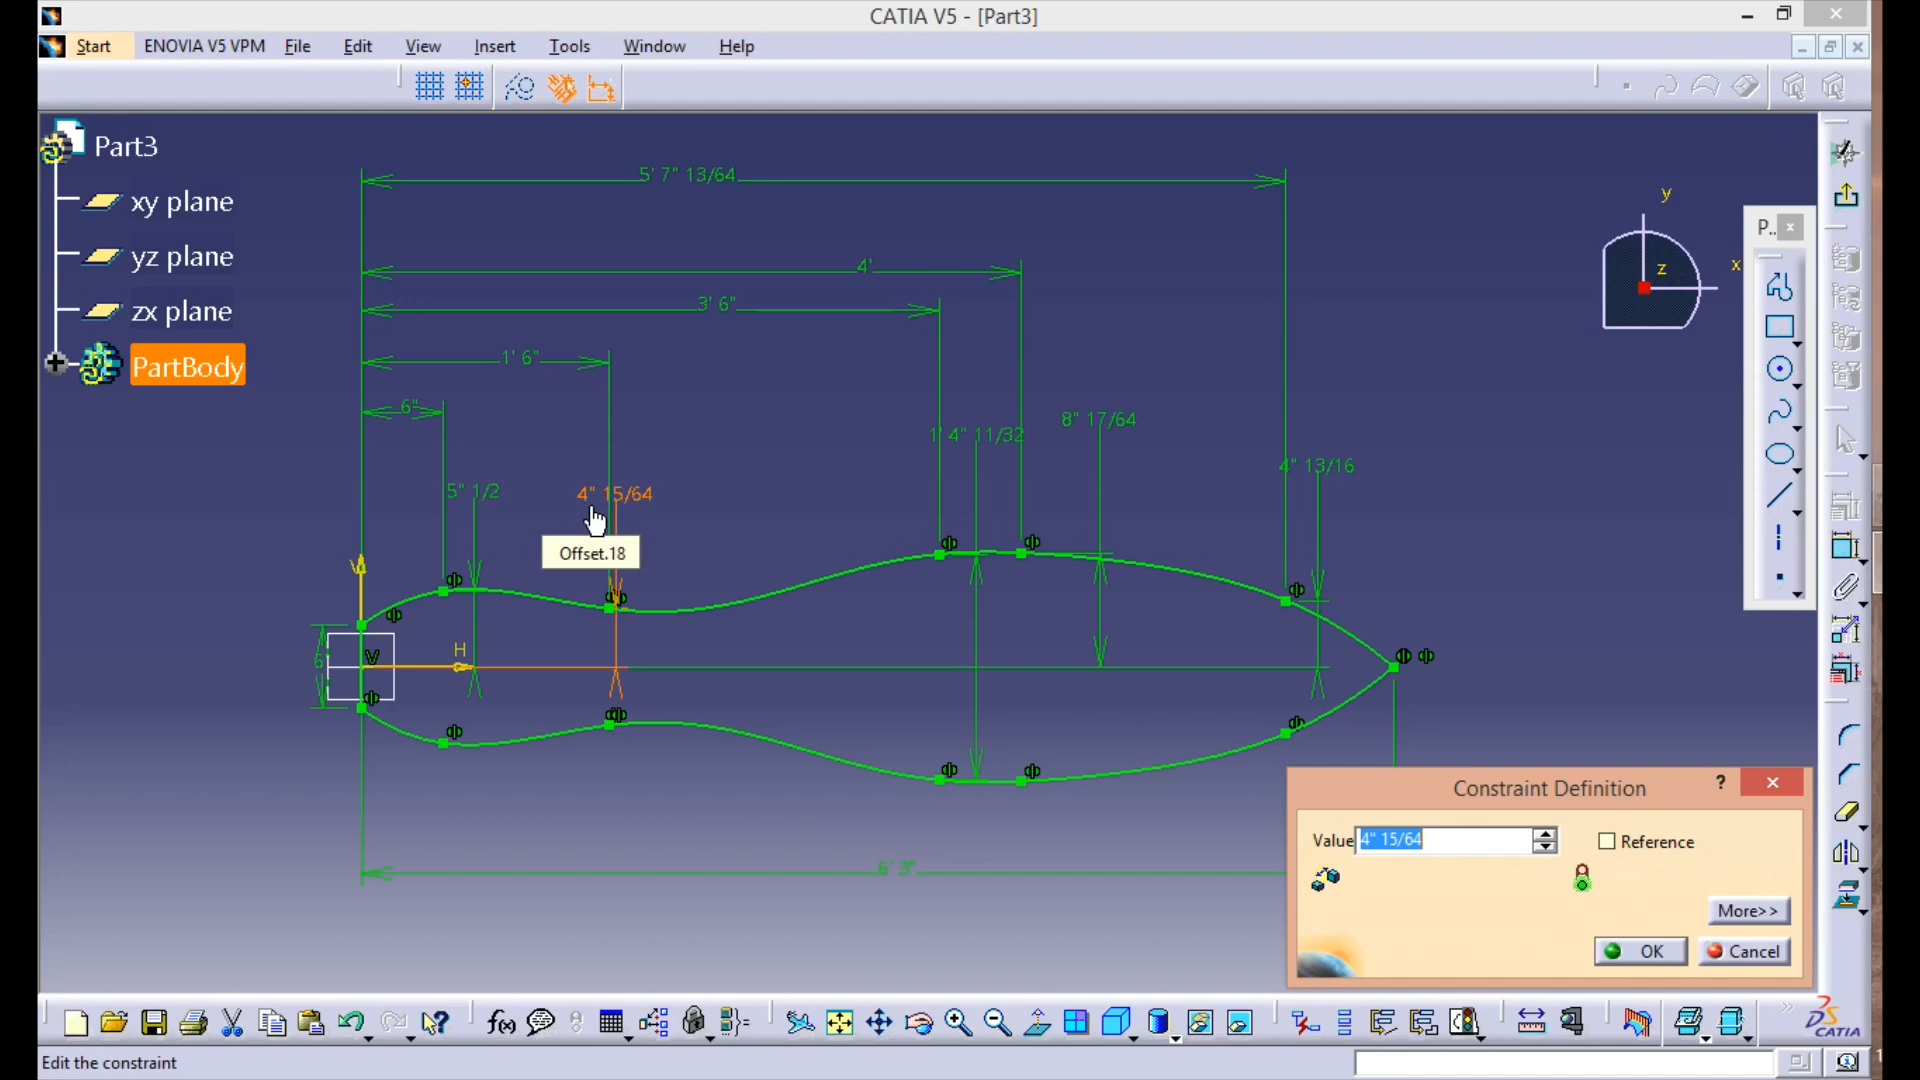 CATIA V5 - [Part3]
Start ENOVIA V5 VPM File Edit View Insert Tools Window Help
Part3
xy plane
yz plane
zx plane
PartBody
5' 7" 13/64
4'
3' 6"
1' 6"
6"
8" 17/64
1' 4" 11/32
4" 13/16
5" 1/2
4" 15/64
Offset.18
y
x
z
P..
H
V
6"
6' 3"
Constraint Definition ?
Value 4" 15/64 Reference
More>>
OK Cancel
f(x)
CATIA
Edit the constraint